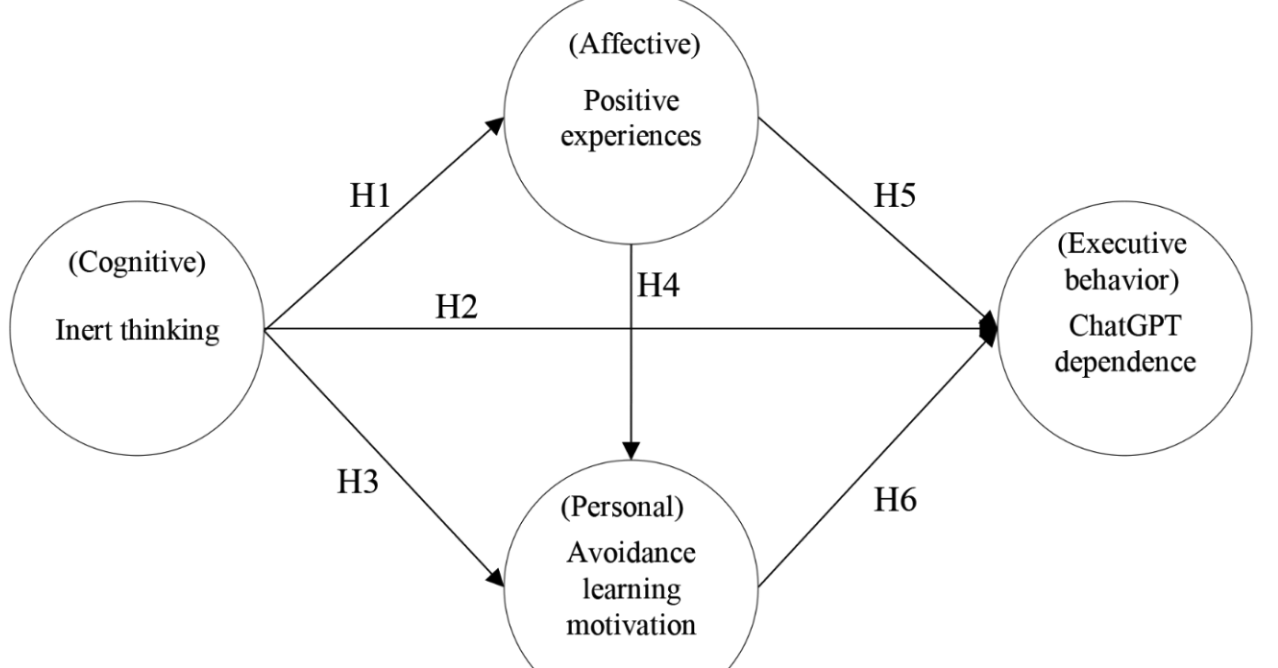 (Affective)
Positive
experiences
H1
H5
(Cognitive)
Inert thinking
H4
H2
(Executive
behavior)
ChatGPT
dependence
H3
H6
(Personal)
Avoidance
learning
motivation